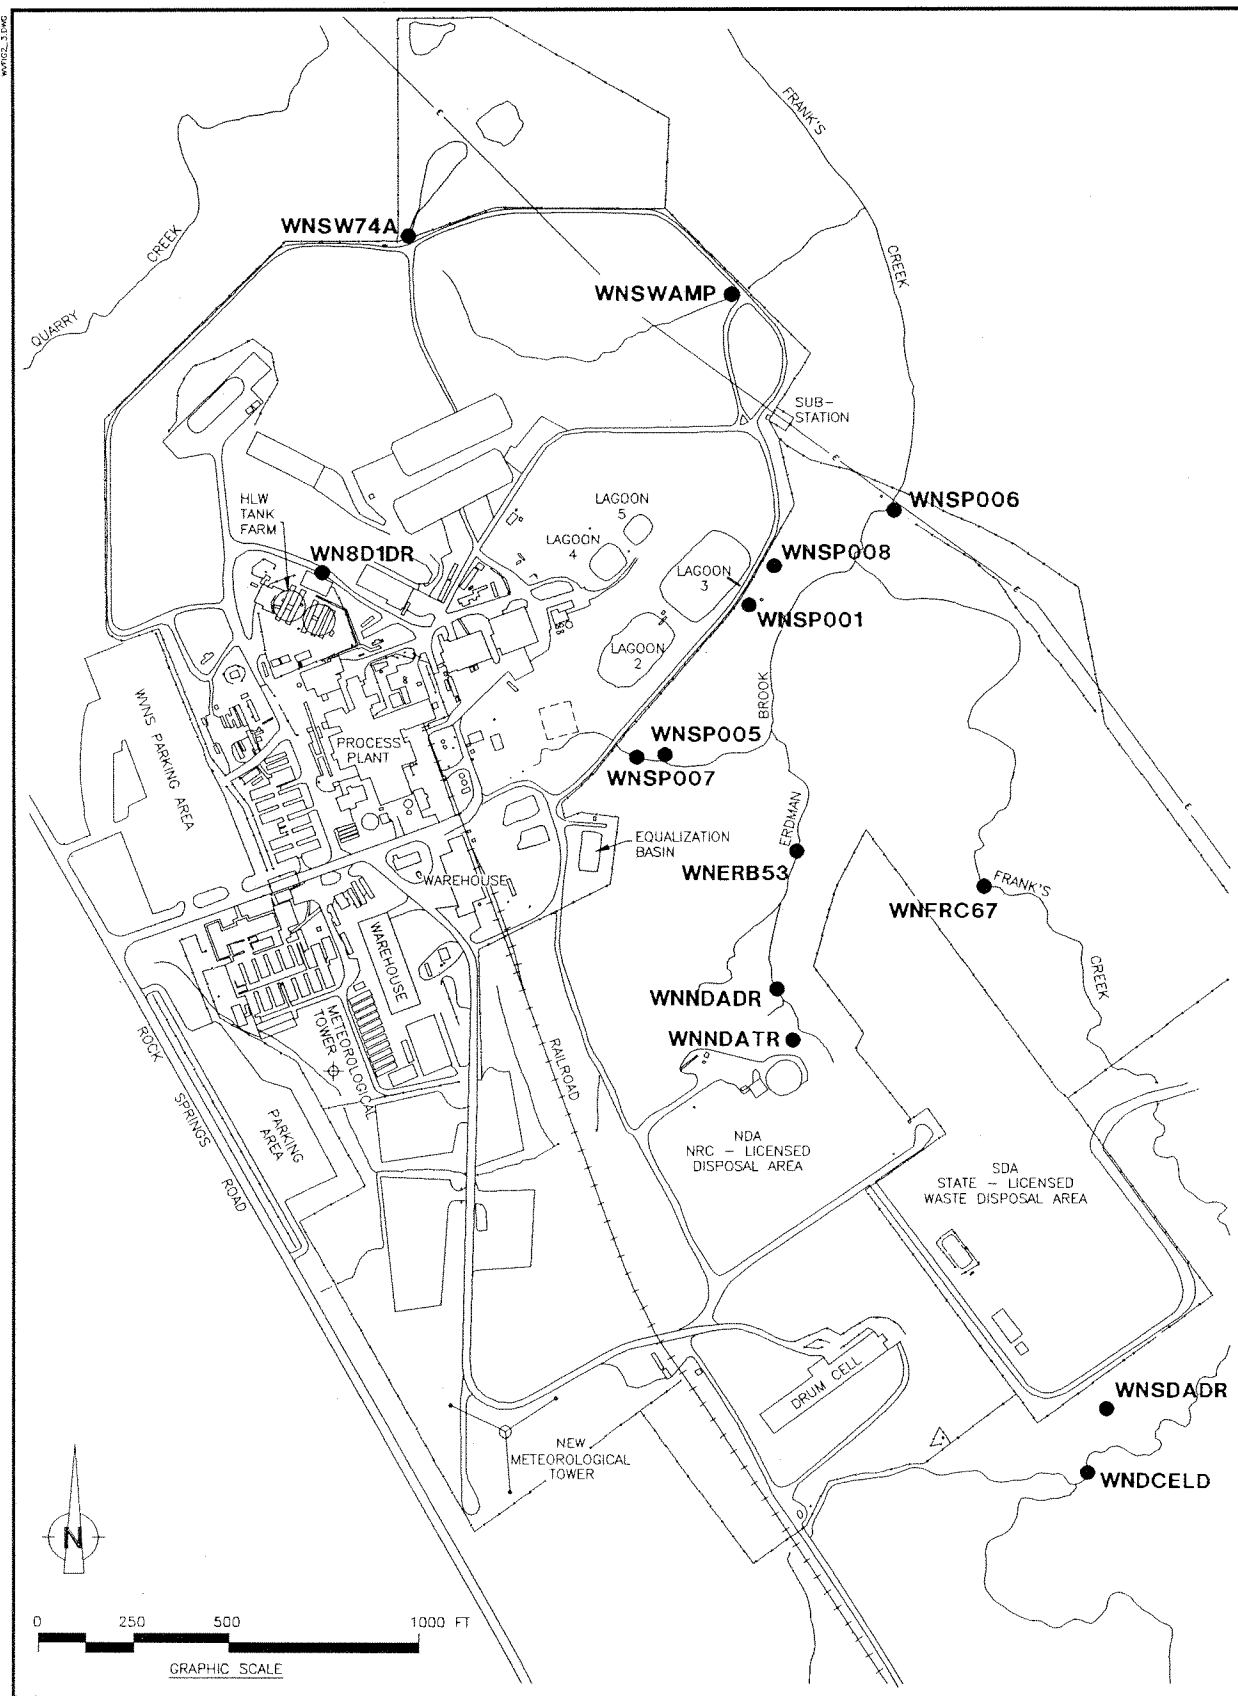 WVFIG2_3.DWG
FRANK'S
CREEK
WNSW74A
QUARRY
CREEK
WNSWAMP
SUB-
STATION
E
E
E
E
HLW
TANK
FARM
LAGOON
5
LAGOON
4
WNSP006
WN8D1DR
WNSP008
LAGOON
3
WNSP001
LAGOON
2
BROOK
WVNS PARKING AREA
PROCESS
PLANT
WNSP005
WNSP007
ERDMAN
EQUALIZATION
BASIN
WNERB53
WAREHOUSE
FRANK'S
WNFRC67
WAREHOUSE
CREEK
WNNDADR
WNNDATR
METEOROLOGICAL
TOWER
ROCK
SPRINGS
ROAD
RAILROAD
PARKING
AREA
NDA
NRC - LICENSED
DISPOSAL AREA
SDA
STATE - LICENSED
WASTE DISPOSAL AREA
DRUM CELL
WNSDADR
NEW
METEOROLOGICAL
TOWER
WNDCELD
N
0 250 500 1000 FT
GRAPHIC SCALE